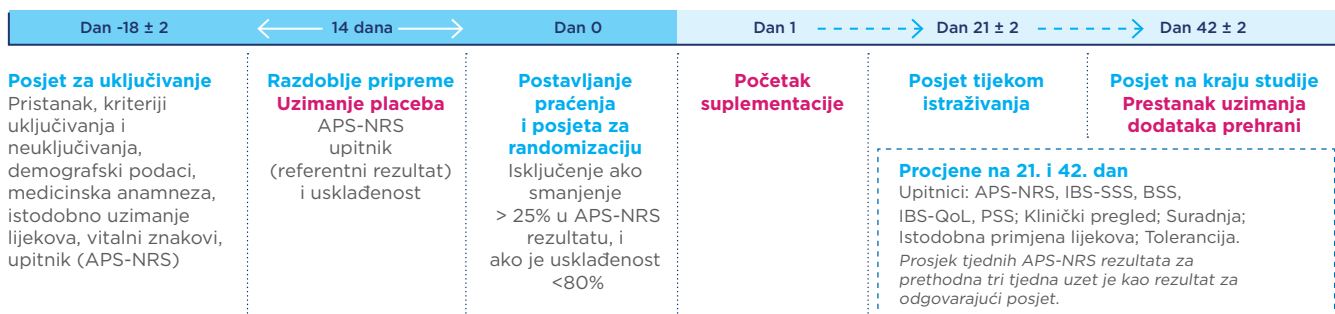 Dan -18 ± 2
14 dana
Dan 0
Dan 1
Dan 21 ± 2
Dan 42 ± 2
Posjet za uključivanje
Pristanak, kriteriji
uključivanja i
neuključivanja,
demografski podaci,
medicinska anamneza,
istodobno uzimanje
lijekova, vitalni znakovi,
upitnik (APS-NRS)
Razdoblje pripreme
Uzimanje placeba
APS-NRS
upitnik
(referentni rezultat)
i usklađenost
Postavljanje
praćenja
i posjeta za
randomizaciju
Isključenje ako
smanjenje
> 25% u APS-NRS
rezultatu, i
ako je usklađenost
<80%
Početak
suplementacije
Posjet tijekom
istraživanja
Posjet na kraju studije
Prestanak uzimanja
dodataka prehrani
Procjene na 21. i 42. dan
Upitnici: APS-NRS, IBS-SSS, BSS,
IBS-QoL, PSS; Klinički pregled; Suradnja;
Istodobna primjena lijekova; Tolerancija.
Prosjek tjednih APS-NRS rezultata za
prethodna tri tjedna uzet je kao rezultat za
odgovarajući posjet.